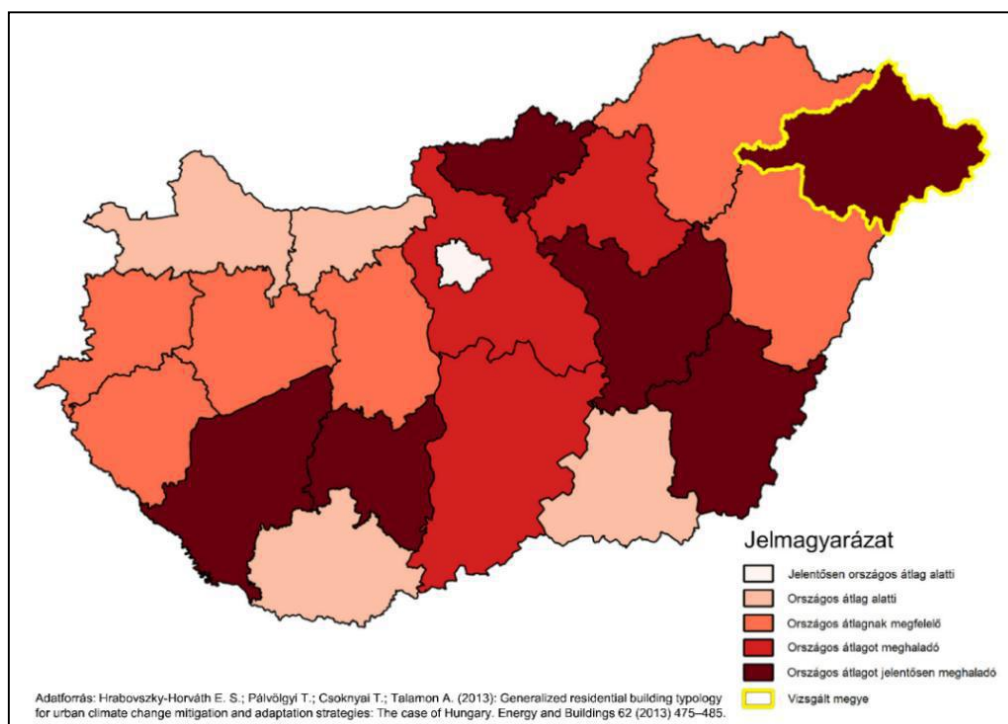 Jelmagyarázat
Jelentősen országos átlag alatti
Országos átlag alatti
Országos átlagnak megfelelő
Országos átlagot meghaladó
Országos átlagot jelentősen meghaladó
Vizsgált megye
Adatforrás: Hrabovszky-Horváth E. S.; Pálvölgyi T.; Csoknyai T.; Talamon A. (2013): Generalized residential building typology
for urban climate change mitigation and adaptation strategies: The case of Hungary. Energy and Buildings 62 (2013) 475–485.